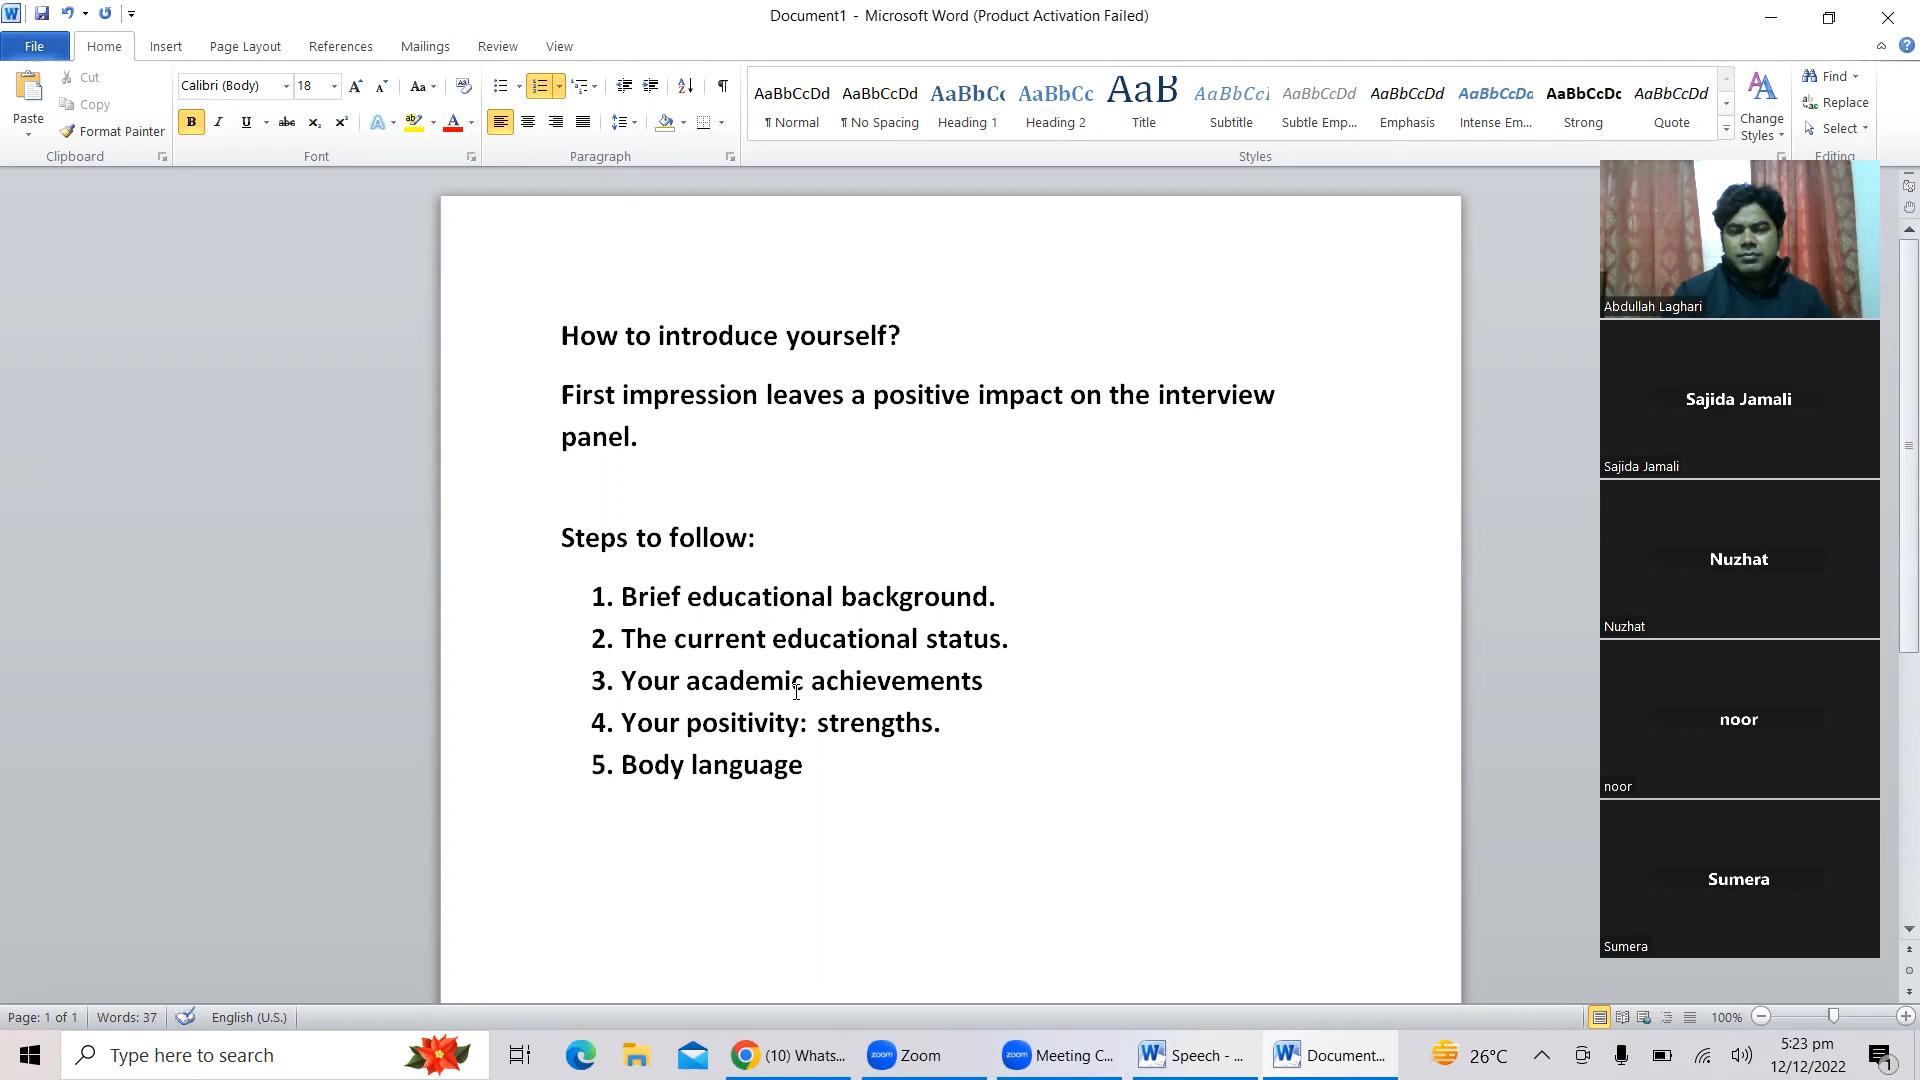 Document1 - Microsoft Word (Product Activation Failed)
File Home Insert Page Layout References Mailings Review View
Paste
Cut
Copy
Format Painter
Clipboard
Calibri (Body) 18
Font
Paragraph
AaBbCcDd AaBbCcDd AaBbCc AaBbCc AaB AaBbCcI AaBbCcDd AaBbCcDd AaBbCcDd AaBbCcDc AaBbCcDd
¶ Normal ¶ No Spacing Heading 1 Heading 2 Title Subtitle Subtle Emp... Emphasis Intense Em... Strong Quote
Styles
Change
Styles
Find
Replace
Select
Editing
How to introduce yourself?
First impression leaves a positive impact on the interview
panel.
Steps to follow:
1. Brief educational background.
2. The current educational status.
3. Your academic achievements
4. Your positivity: strengths.
5. Body language
Abdullah Laghari
Sajida Jamali
Sajida Jamali
Nuzhat
Nuzhat
noor
noor
Sumera
Sumera
Page: 1 of 1 Words: 37 English (U.S.) 100%
Type here to search
(10) Whats... Zoom Meeting C... Speech - ... Document...
26°C
5:23 pm
12/12/2022
1